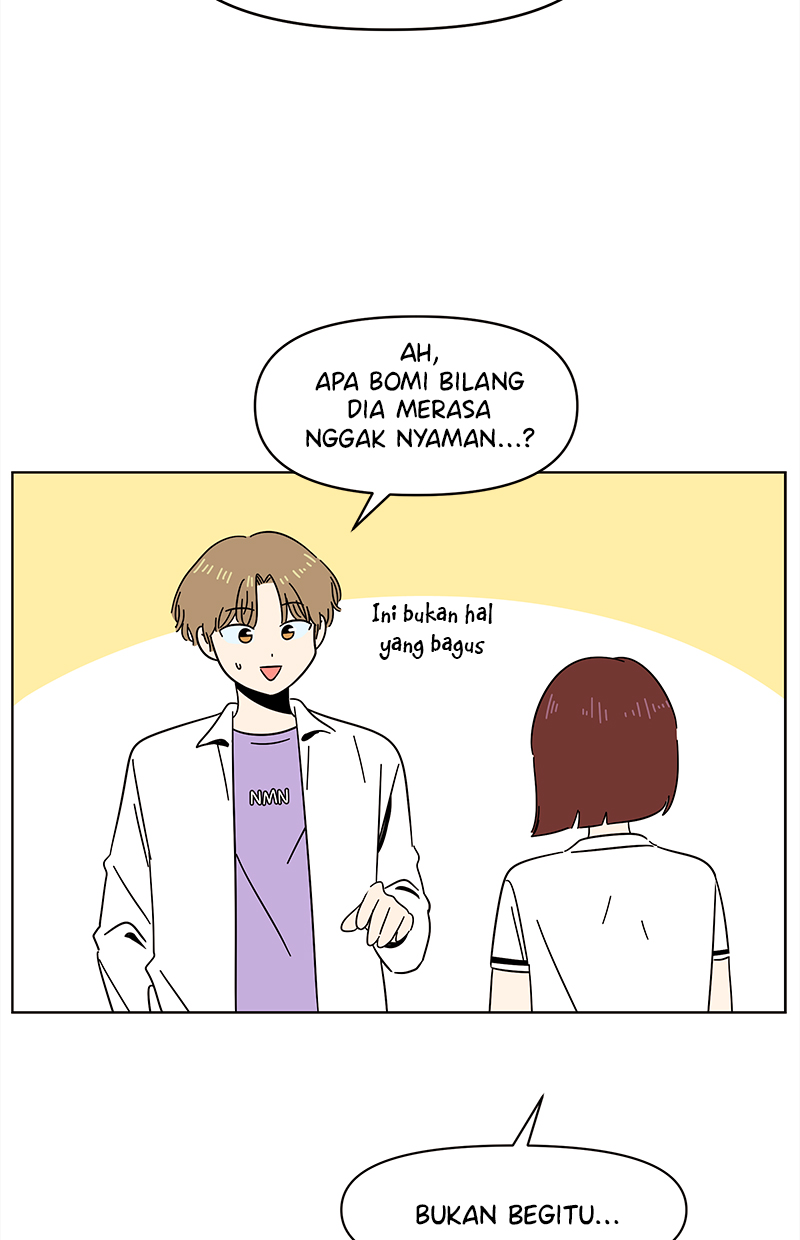 AH,
APA BOMI BILANG
DIA MERASA
NGGAK NYAMAN...?
Ini bukan hal
yang bagus
NMN
BUKAN BEGITU...